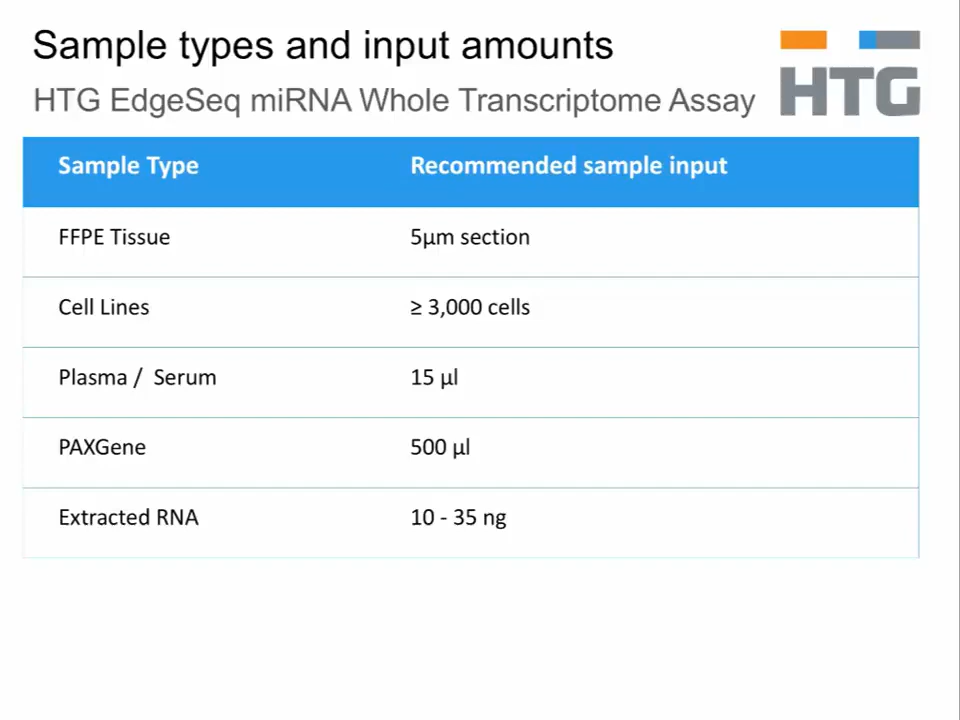 Sample types and input amounts
HTG EdgeSeq miRNA Whole Transcriptome Assay
HTG
Sample Type Recommended sample input
FFPE Tissue 5μm section
Cell Lines ≥ 3,000 cells
Plasma / Serum 15 μl
PAXGene 500 μl
Extracted RNA 10 - 35 ng